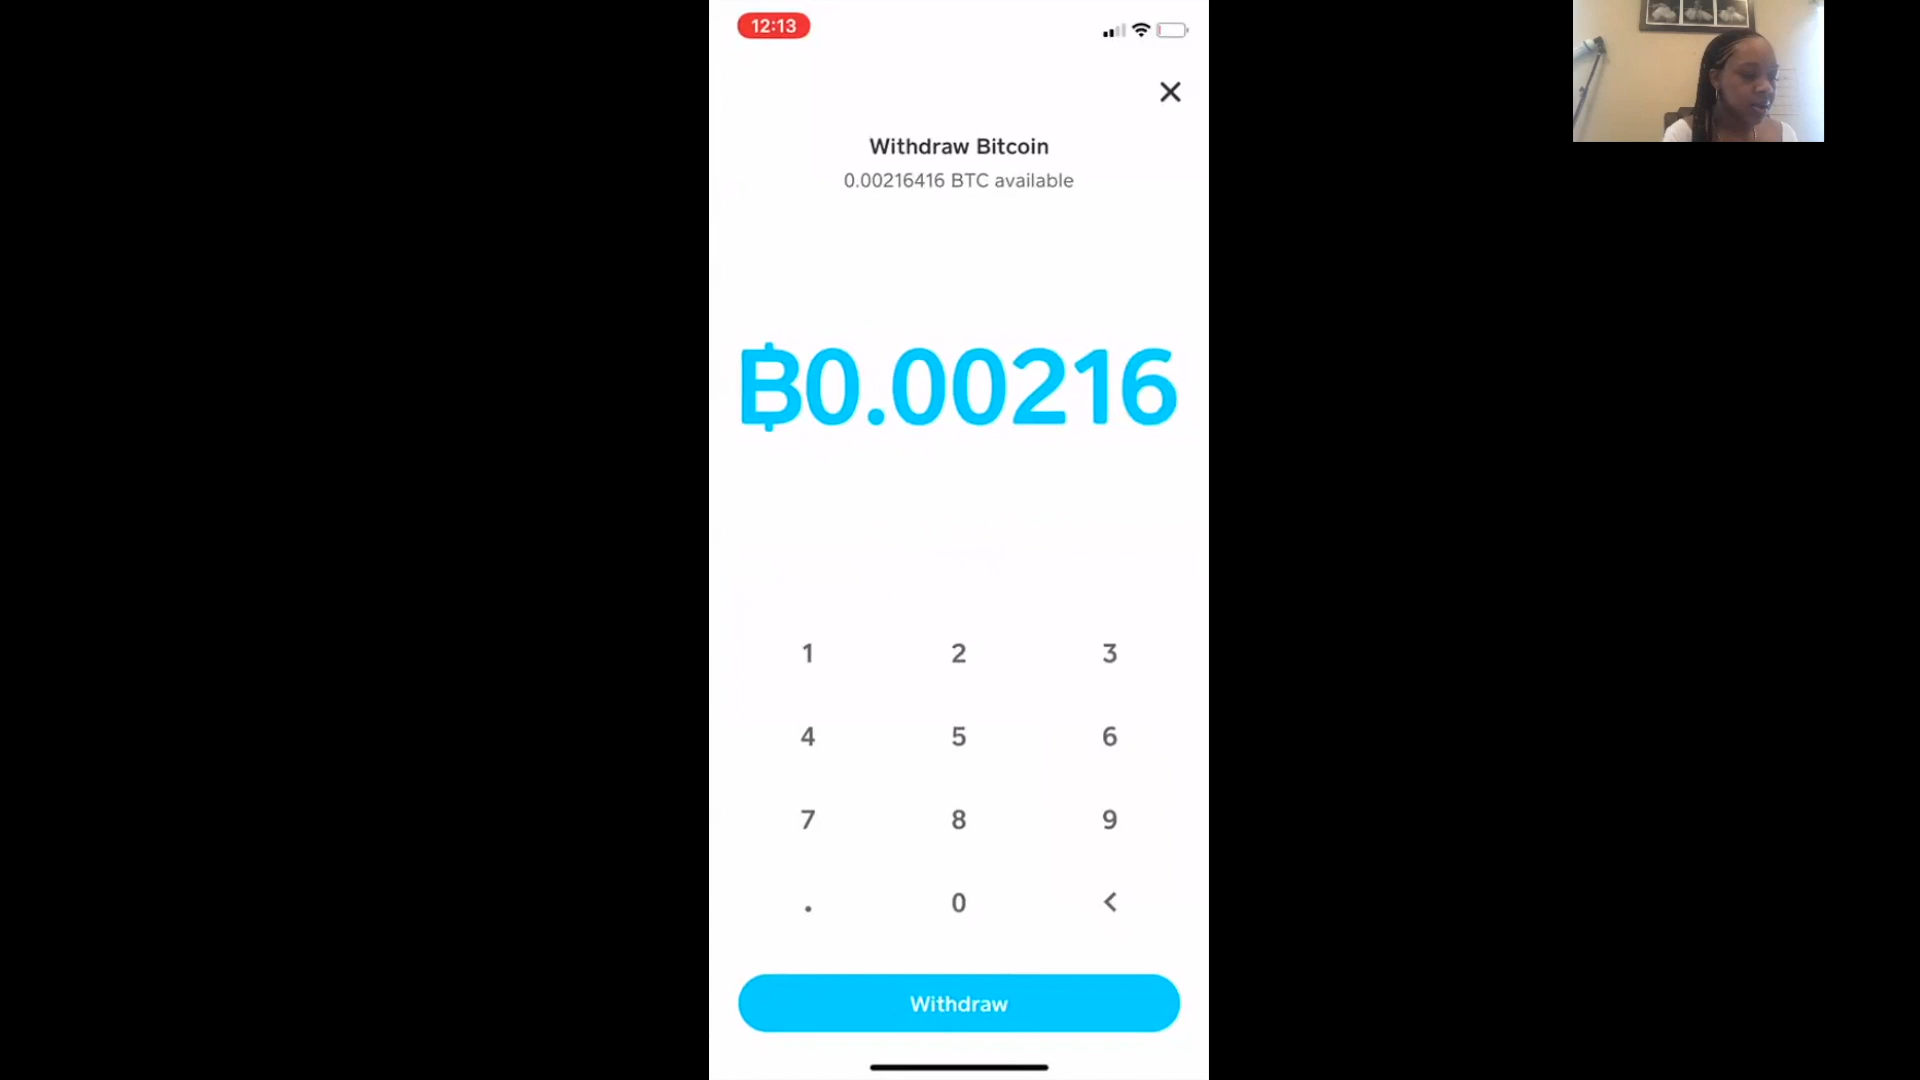 12:13
Withdraw Bitcoin
0.00216416 BTC available
₿0.00216
1 2 3
4 5 6
7 8 9
. 0 <
Withdraw